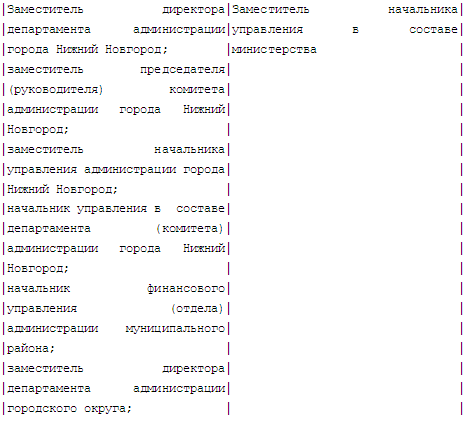 |Заместитель директора|Заместитель начальника|
|департамента администрации|управления в составе|
|города Нижний Новгород; |министерства |
|заместитель председателя| |
|(руководителя) комитета| |
|администрации города Нижний| |
|Новгород; | |
|заместитель начальника| |
|управления администрации города| |
|Нижний Новгород; | |
|начальник управления в составе| |
|департамента (комитета)| |
|администрации города Нижний| |
|Новгород; | |
|начальник финансового| |
|управления (отдела)| |
|администрации муниципального| |
|района; | |
|заместитель директора| |
|департамента администрации| |
|городского округа; | |